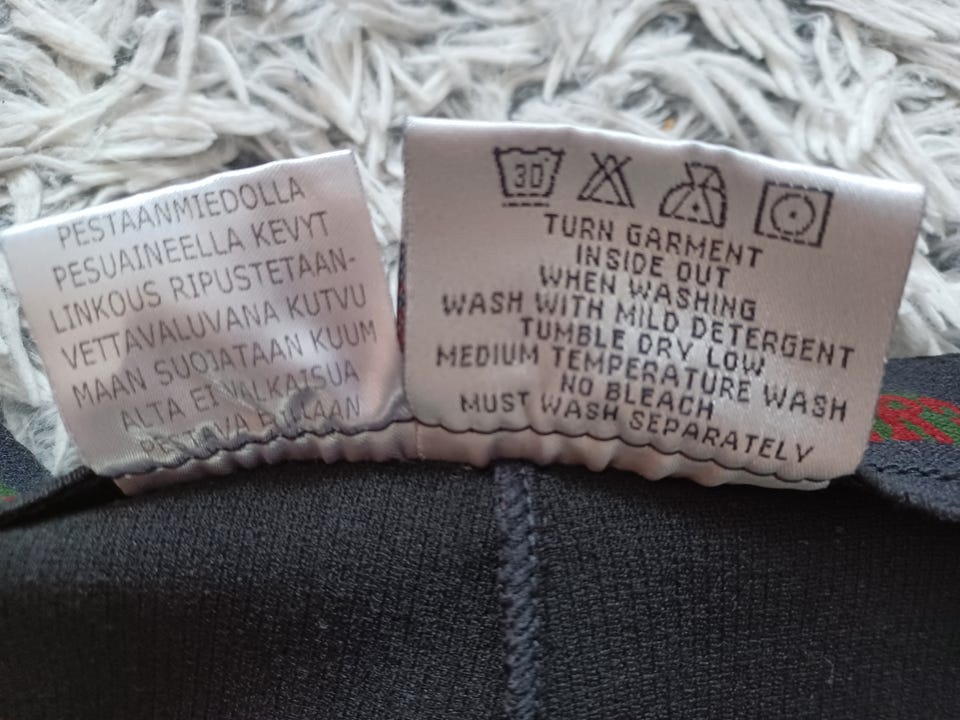 PESTAANMIEDOLLA
PESUAINEELLA KEVYT
LINKOUS RIPUSTETAAN-
VETTAVALUVANA KUTVU
MAAN SUOJATAAN KUUM
ALTA EI VALKAISUA
30°
TURN GARMENT
INSIDE OUT
WHEN WASHING
WASH WITH MILD DETERGENT
TUMBLE DRY LOW
MEDIUM TEMPERATURE WASH
NO BLEACH
MUST WASH SEPARATELY